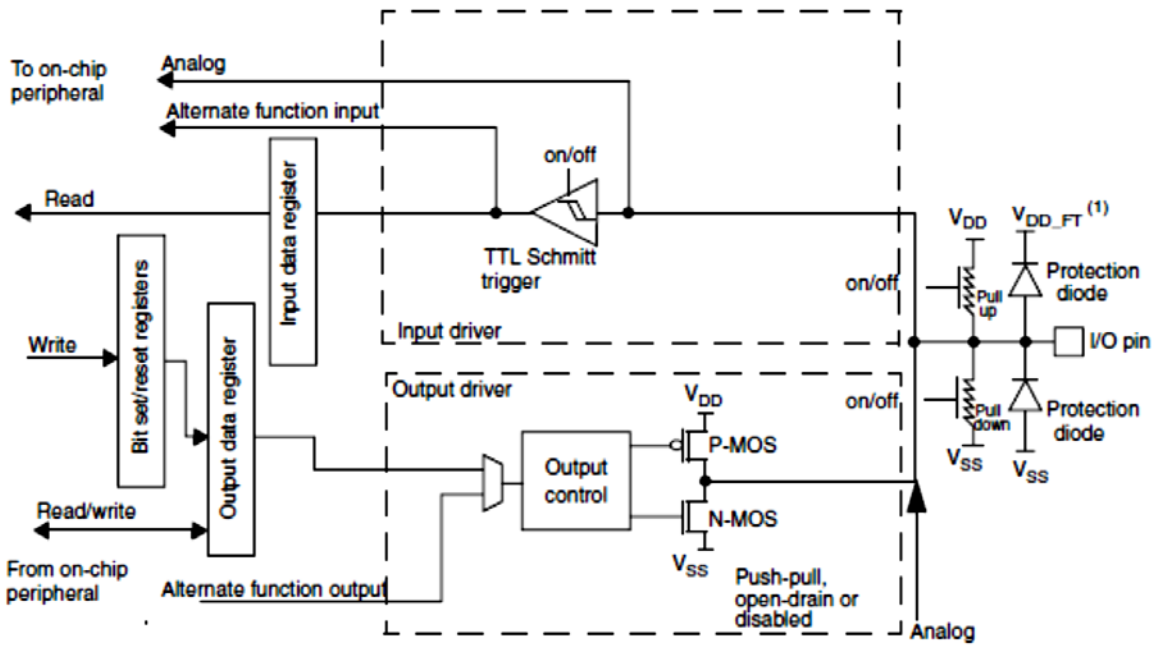 To on-chip
peripheral
Analog
Alternate function input
on/off
Read
Input data register
TTL Schmitt
trigger
Input driver
VDD
VDD_FT (1)
on/off
Pull
up
Protection
diode
I/O pin
Write
Bit set/reset registers
Output data register
Output driver
VDD
on/off
Pull
down
Protection
diode
VSS
VSS
P-MOS
Output
control
N-MOS
VSS
Read/write
From on-chip
peripheral
Alternate function output
Push-pull,
open-drain or
disabled
Analog